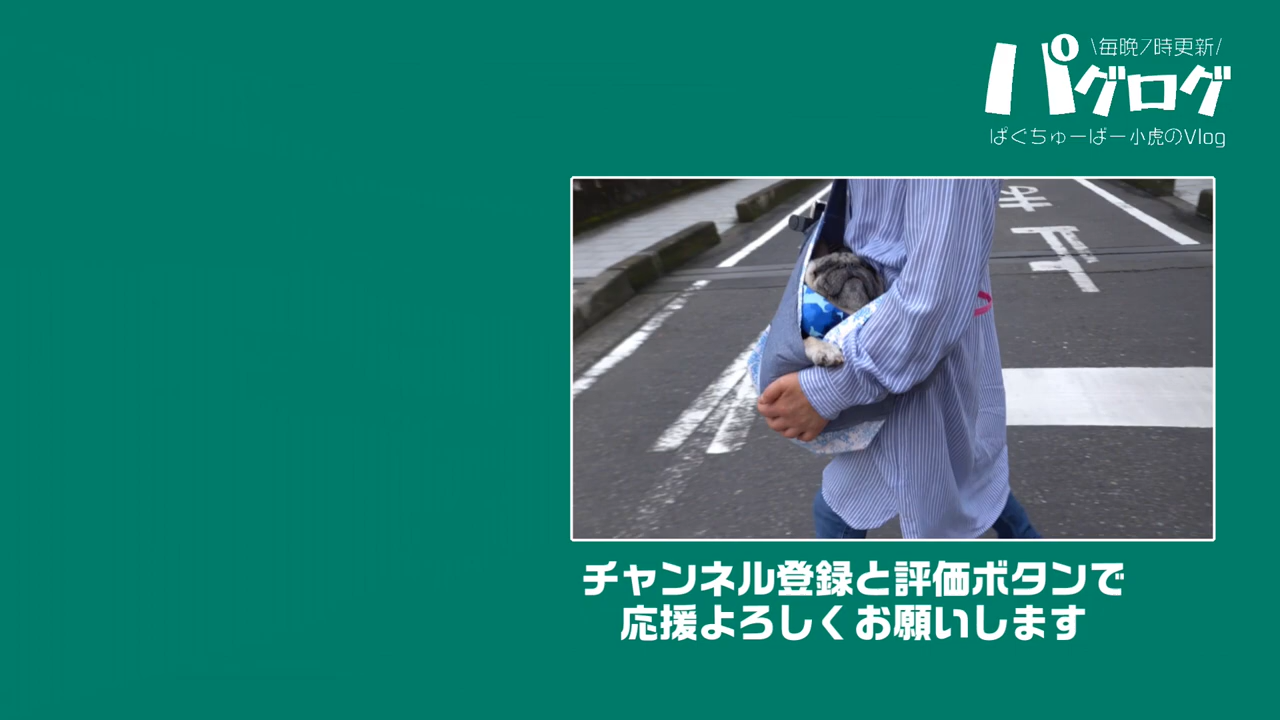 \毎晩7時更新/
パグログ
ぱぐちゅーばー小虎のVlog
チャンネル登録と評価ボタンで
応援よろしくお願いします